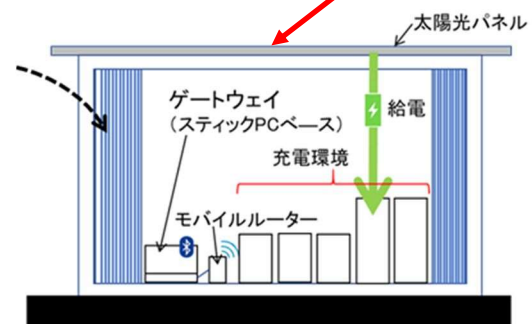 太陽光パネル
ゲートウェイ
（スティックPCベース）
給電
充電環境
モバイルルーター